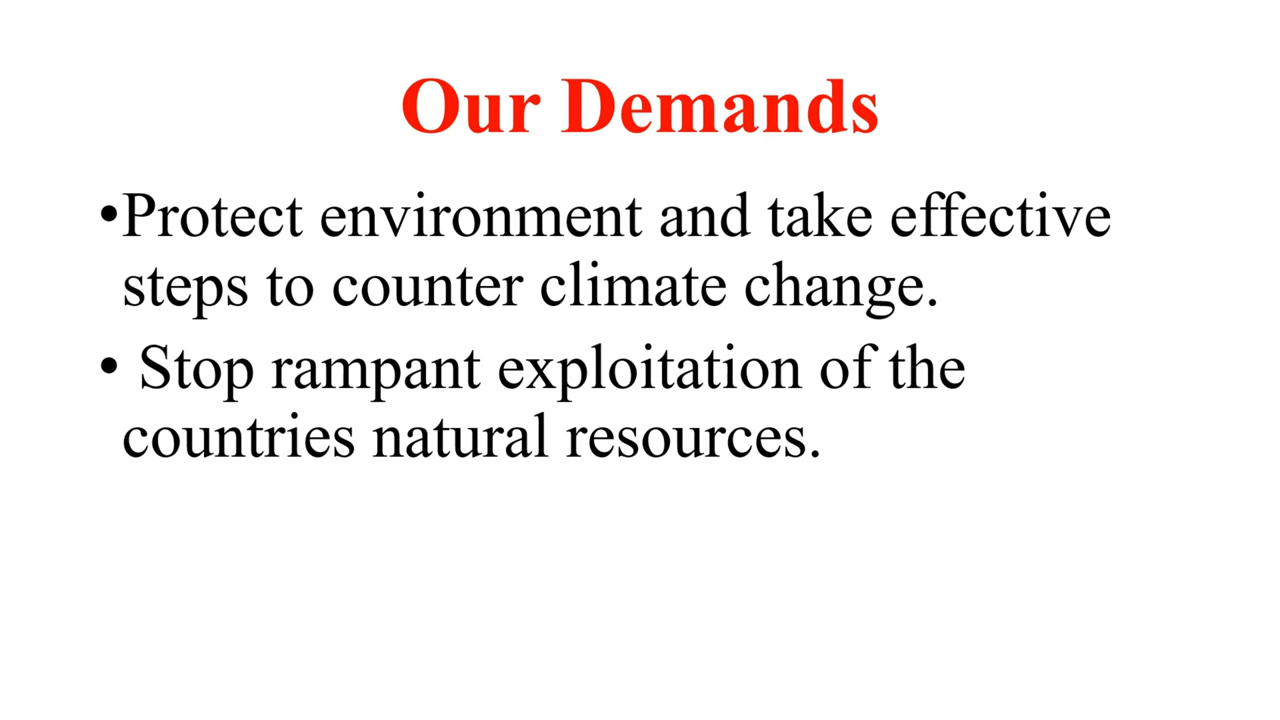 Our Demands
•Protect environment and take effective
steps to counter climate change.
• Stop rampant exploitation of the
countries natural resources.